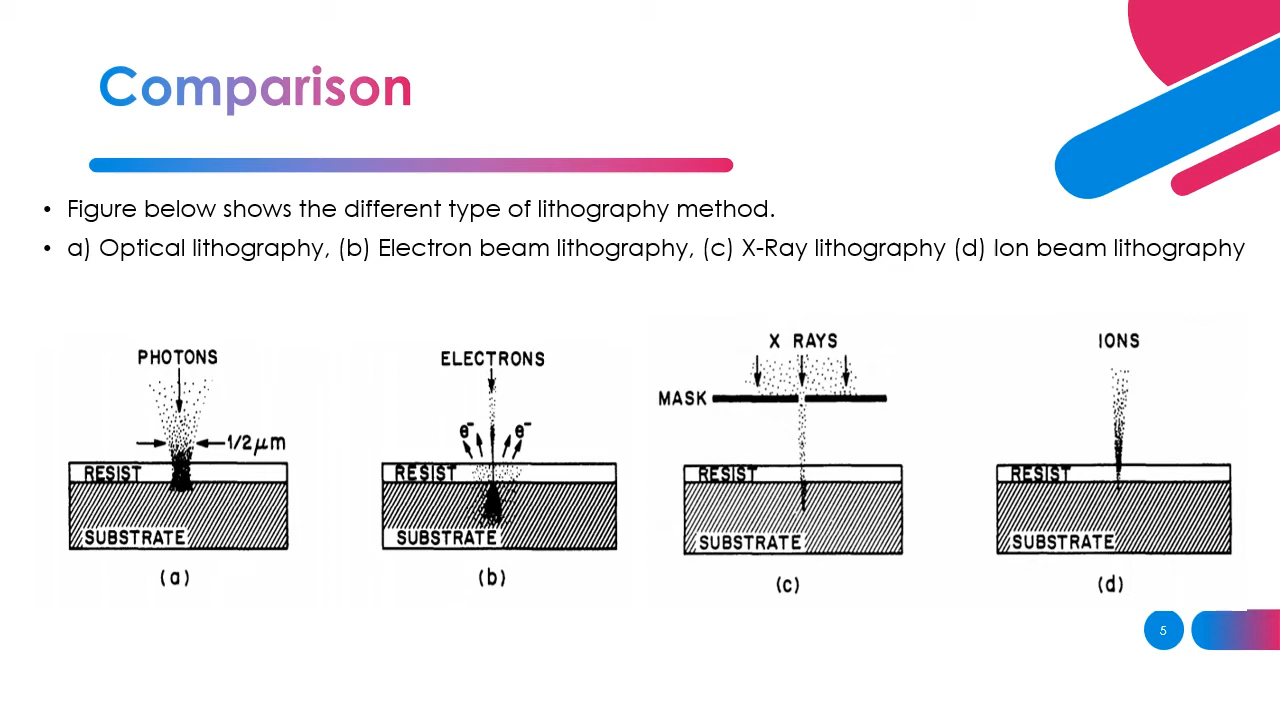 Comparison
• Figure below shows the different type of lithography method.
• a) Optical lithography, (b) Electron beam lithography, (c) X-Ray lithography (d) Ion beam lithography
PHOTONS
1/2 μm
RESIST
SUBSTRATE
(a)
ELECTRONS
e⁻ e⁻
RESIST
SUBSTRATE
(b)
X RAYS
MASK
RESIST
SUBSTRATE
(c)
IONS
RESIST
SUBSTRATE
(d)
5